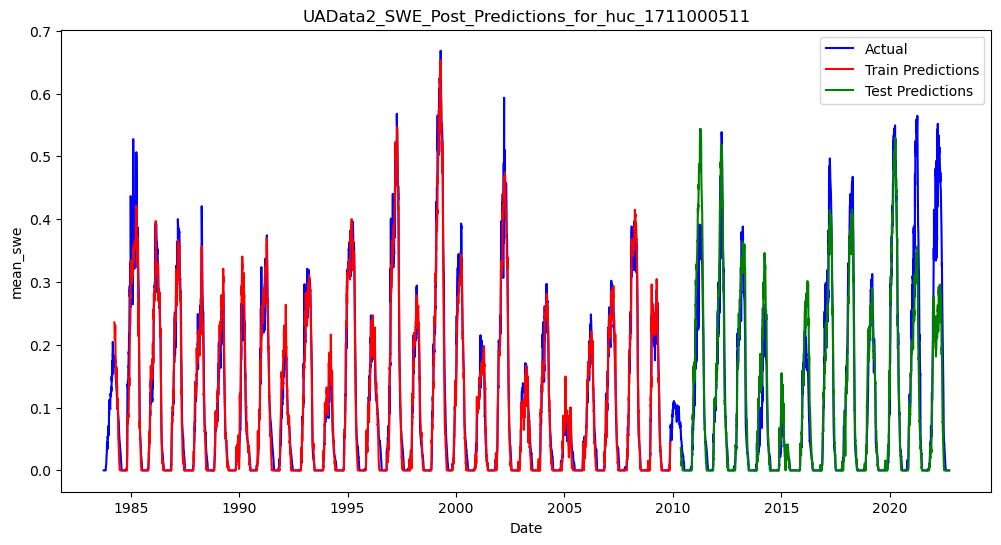 UAData2_SWE_Post_Predictions_for_huc_1711000511
Actual
Train Predictions
Test Predictions
mean_swe
0.7
0.6
0.5
0.4
0.3
0.2
0.1
0.0
1985
1990
1995
2000
2005
2010
2015
2020
Date